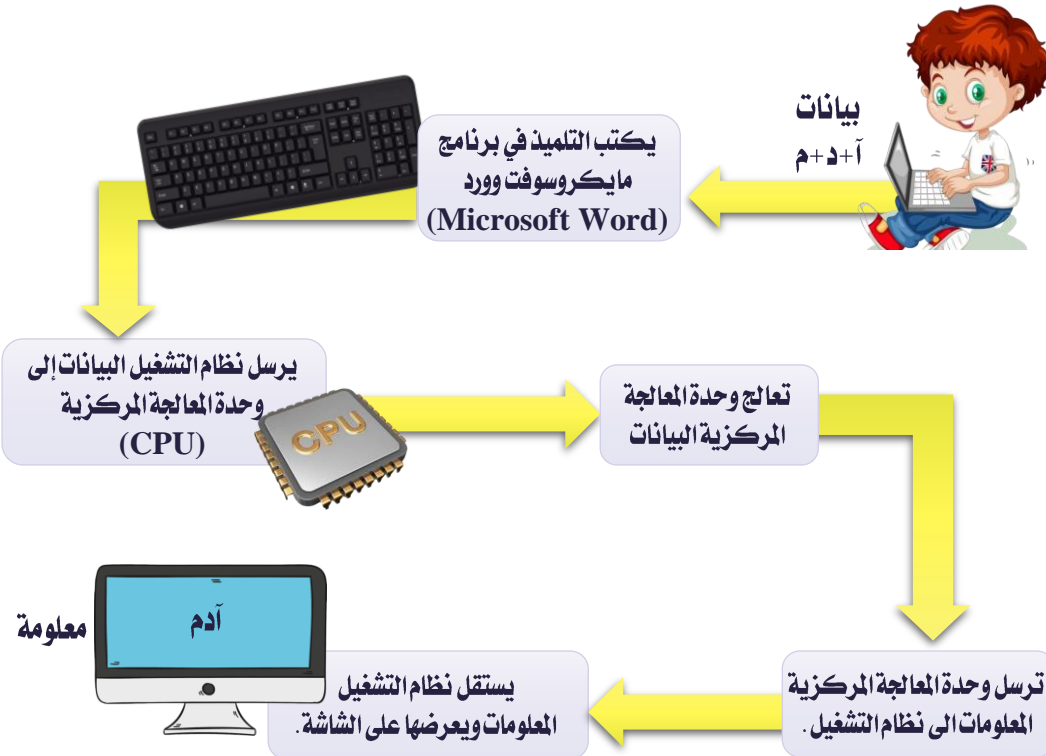 بيانات
آ+د+م
يكتب التلميذ في برنامج
مايكروسوفت وورد
(Microsoft Word)
يرسل نظام التشغيل البيانات إلى
وحدة المعالجة المركزية
(CPU)
CPU
تعالج وحدة المعالجة
المركزية البيانات
ترسل وحدة المعالجة المركزية
المعلومات الى نظام التشغيل.
يستقل نظام التشغيل
المعلومات ويعرضها على الشاشة.
آدم
معلومة